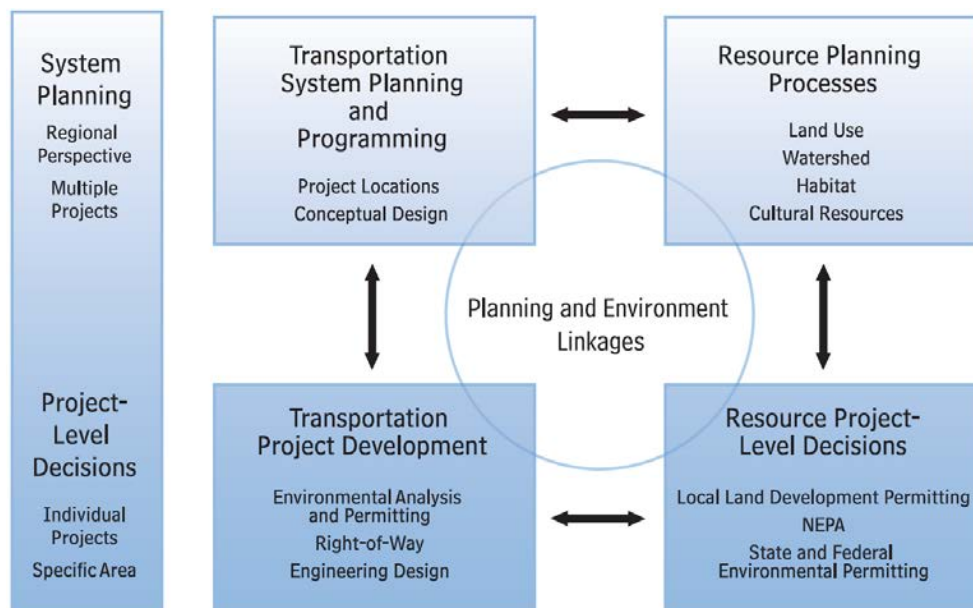 System
Planning
Regional
Perspective
Multiple
Projects
Project-
Level
Decisions
Individual
Projects
Specific Area
Transportation
System Planning
and
Programming
Project Locations
Conceptual Design
Resource Planning
Processes
Land Use
Watershed
Habitat
Cultural Resources
Planning and Environment
Linkages
Transportation
Project Development
Environmental Analysis
and Permitting
Right-of-Way
Engineering Design
Resource Project-
Level Decisions
Local Land Development Permitting
NEPA
State and Federal
Environmental Permitting